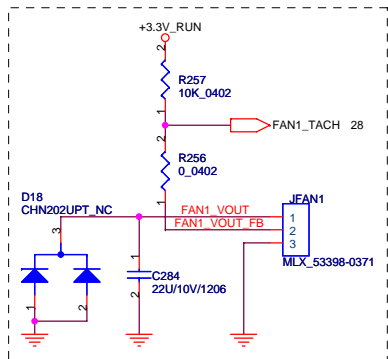 +3.3V_RUN
2
R257
10K_0402
1
FAN1_TACH 28
2
R256
0_0402
1
D18
CHN202UPT_NC
3
1
2
FAN1_VOUT
FAN1_VOUT_FB
JFAN1
1
2
3
MLX_53398-0371
1
C284
22U/10V/1206
2